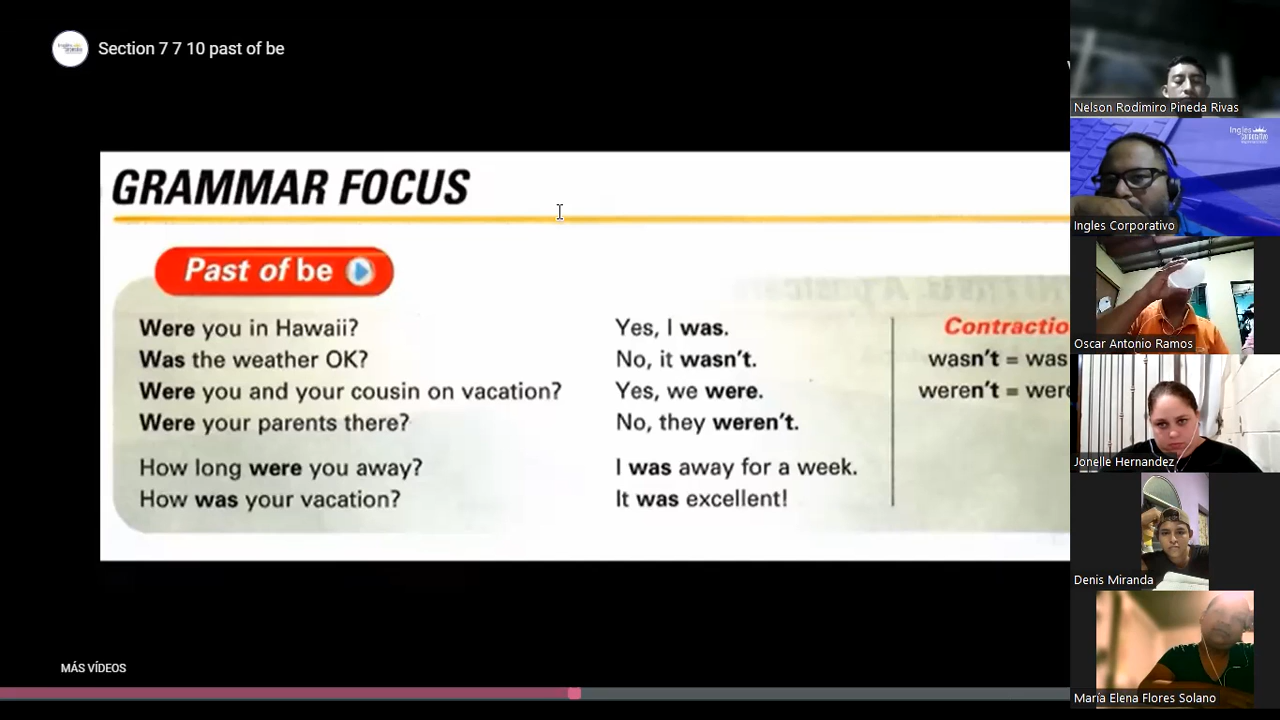 Section 7 7 10 past of be
GRAMMAR FOCUS
Past of be
Were you in Hawaii? Yes, I was.
Was the weather OK? No, it wasn't.
Were you and your cousin on vacation? Yes, we were.
Were your parents there? No, they weren't.
How long were you away? I was away for a week.
How was your vacation? It was excellent!
Contractio
wasn't = was
weren't = were
MÁS VÍDEOS
Nelson Rodimiro Pineda Rivas
Ingles
Ingles Corporativo
Oscar Antonio Ramos
Jonelle Hernandez
Denis Miranda
María Elena Flores Solano